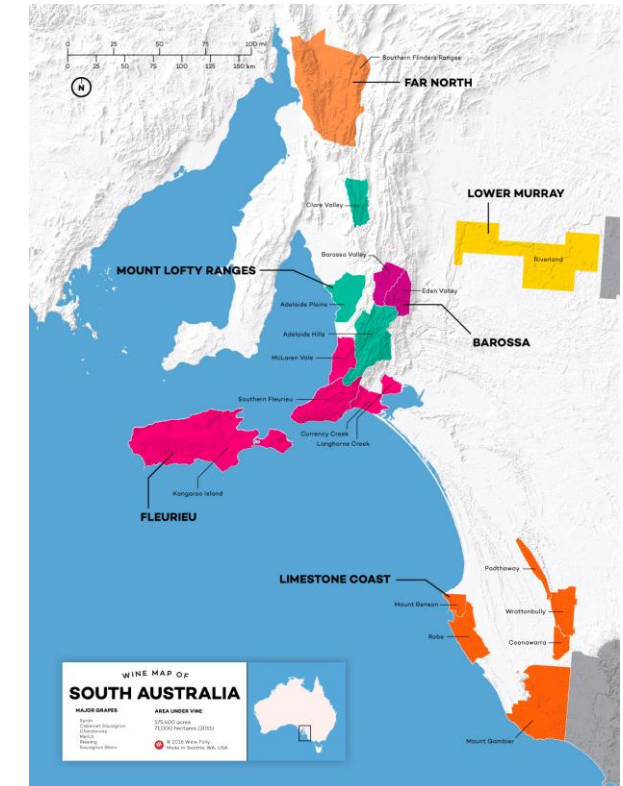 0 25 50 75 100 mi
0 25 50 75 100 125 150 km
N
Southern Flinders Ranges
FAR NORTH
Clare Valley
LOWER MURRAY
Riverland
Barossa Valley
MOUNT LOFTY RANGES
Eden Valley
Adelaide Plains
Adelaide Hills
BAROSSA
McLaren Vale
Southern Fleurieu
Currency Creek
Langhorne Creek
Kangaroo Island
FLEURIEU
Padthaway
LIMESTONE COAST
Mount Benson
Wrattonbully
Robe
Coonawarra
Mount Gambier
WINE MAP OF
SOUTH AUSTRALIA
MAJOR GRAPES
Syrah
Cabernet Sauvignon
Chardonnay
Merlot
Riesling
Sauvignon Blanc
AREA UNDER VINE
175,400 acres
71,000 hectares (2011)
© 2016 Wine Folly
Made in Seattle, WA, USA